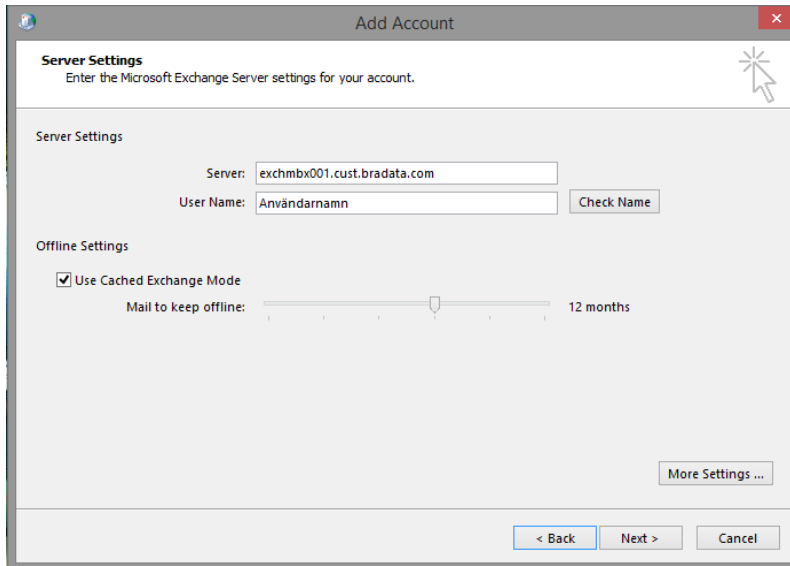 Add Account
Server Settings
Enter the Microsoft Exchange Server settings for your account.
Server Settings
Server: exchmbx001.cust.bradata.com
User Name: Användarnamn Check Name
Offline Settings
Use Cached Exchange Mode
Mail to keep offline: 12 months
More Settings ...
< Back Next > Cancel